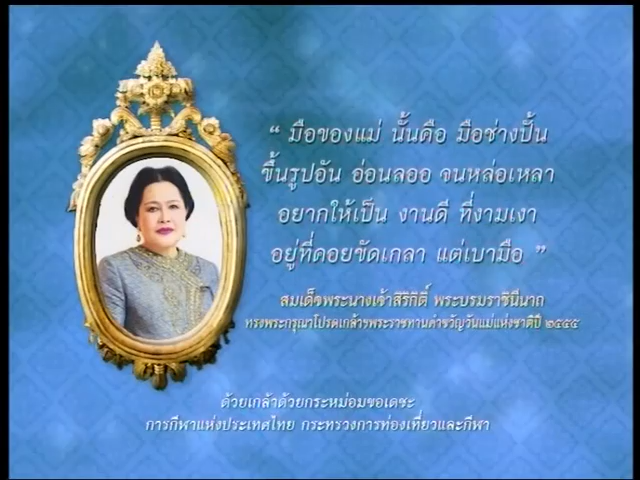 “ มือของแม่ นั้นคือ มือช่างปั้น
ขึ้นรูปอัน อ่อนลออ จนหล่อเหลา
อยากให้เป็น งานดี ที่งามเงา
อยู่ที่คอยขัดเกลา แต่เบามือ ”
สมเด็จพระนางเจ้าสิริกิติ์ พระบรมราชินีนาถ
ทรงพระกรุณาโปรดเกล้าฯพระราชทานคำขวัญวันแม่แห่งชาติปี ๒๕๕๕
ด้วยเกล้าด้วยกระหม่อมขอเดชะ
การกีฬาแห่งประเทศไทย กระทรวงการท่องเที่ยวและกีฬา